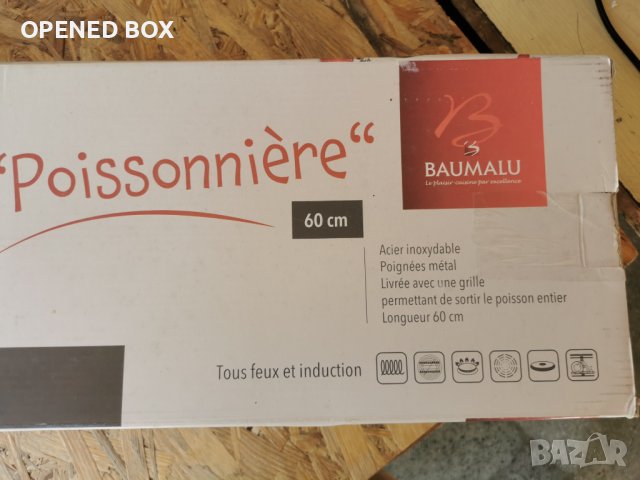 OPENED BOX
"Poissonnière"
B
BAUMALU
Le plaisir cuisine par excellence
60 cm
Acier inoxydable
Poignées métal
Livrée avec une grille
permettant de sortir le poisson entier
Longueur 60 cm
Tous feux et induction
BAZAR